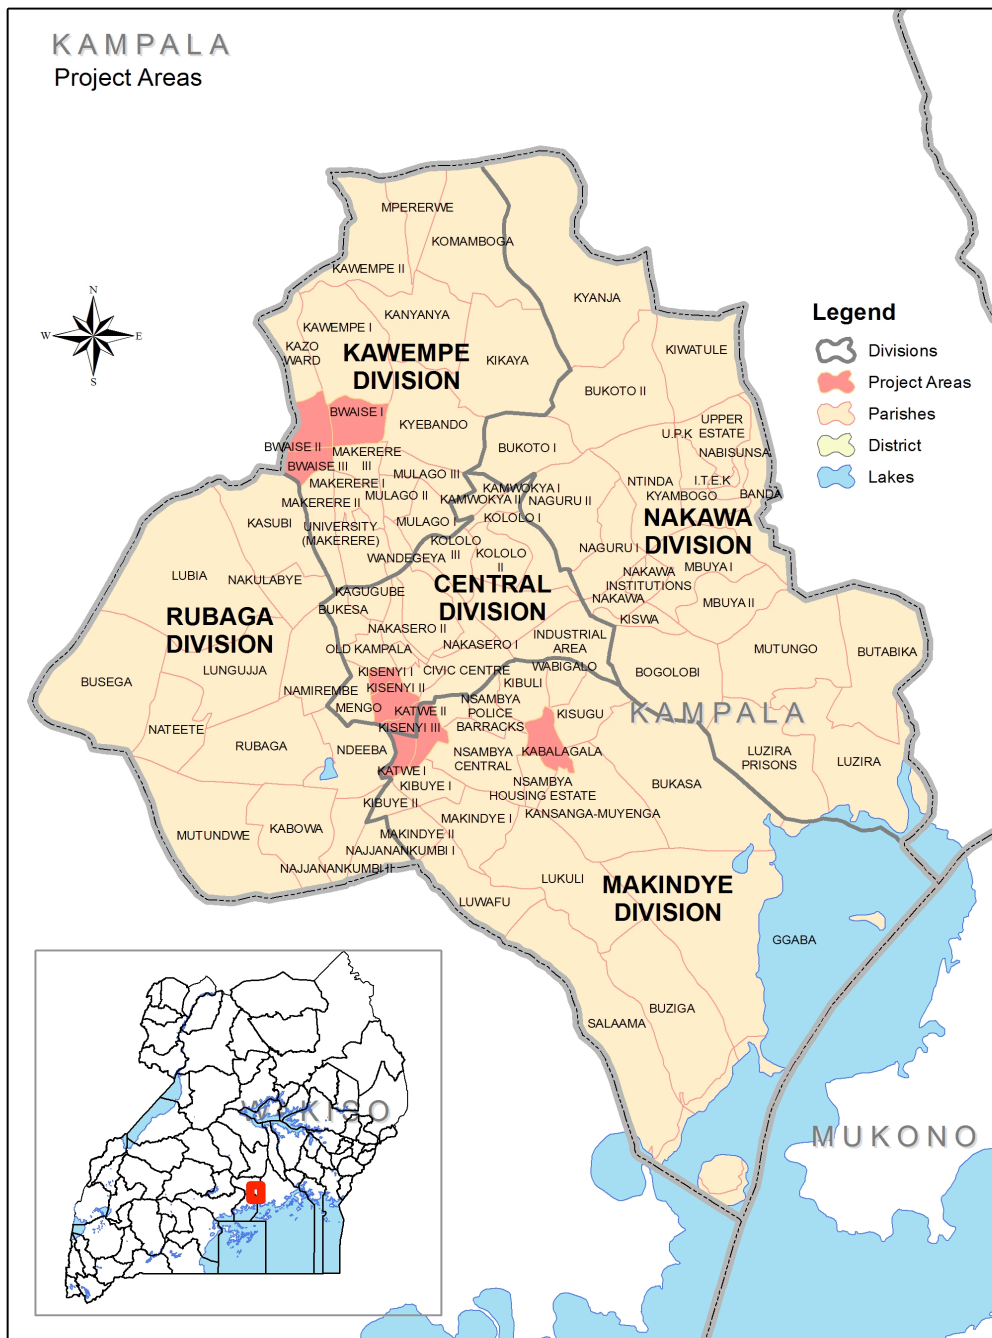 KAMPALA
Project Areas
MPERERWE
KOMAMBOGA
KAWEMPE II
KYANJA
KANYANYA
KAWEMPE I
KAZO
WARD
KAWEMPE
DIVISION
KIKAYA
KIWATULE
BUKOTO II
BWAISE I
KYEBANDO
UPPER
ESTATE
U.P.K
BWAISE II
MAKERERE
III
BUKOTO I
NABISUNSA
BWAISE III
MULAGO III
MAKERERE I
NTINDA
I.T.E.K
KAMWOKYA I
KYAMBOGO
BANDA
MAKERERE II
MULAGO II
KAMWOKYA II
NAGURU II
KASUBI
UNIVERSITY
(MAKERERE)
MULAGO I
KOLOLO I
NAKAWA
DIVISION
KOLOLO
III
WANDEGEYA
KOLOLO
II
NAGURU I
MBUYA I
LUBIA
NAKULABYE
NAKAWA
INSTITUTIONS
KAGUGUBE
CENTRAL
DIVISION
NAKAWA
MBUYA II
BUKESA
RUBAGA
DIVISION
KISWA
NAKASERO II
INDUSTRIAL
AREA
OLD KAMPALA
NAKASERO I
MUTUNGO
BUTABIKA
LUNGUJJA
KISENYI I
CIVIC CENTRE
WABIGALO
BOGOLOBI
BUSEGA
NAMIREMBE
KISENYI II
KIBULI
MENGO
KATWE II
NSAMBYA
POLICE
BARRACKS
KISUGU
KAMPALA
NATEETE
KISENYI III
RUBAGA
NDEEBA
NSAMBYA
CENTRAL
KABALAGALA
LUZIRA
PRISONS
LUZIRA
KATWE I
KIBUYE I
NSAMBYA
HOUSING ESTATE
BUKASA
KIBUYE II
MAKINDYE I
KANSANGA-MUYENGA
MUTUNDWE
KABOWA
MAKINDYE II
NAJJANANKUMBI I
NAJJANANKUMBI II
LUKULI
MAKINDYE
DIVISION
LUWAFU
GGABA
BUZIGA
SALAAMA
MUKONO
N
W
E
S
Legend
Divisions
Project Areas
Parishes
District
Lakes